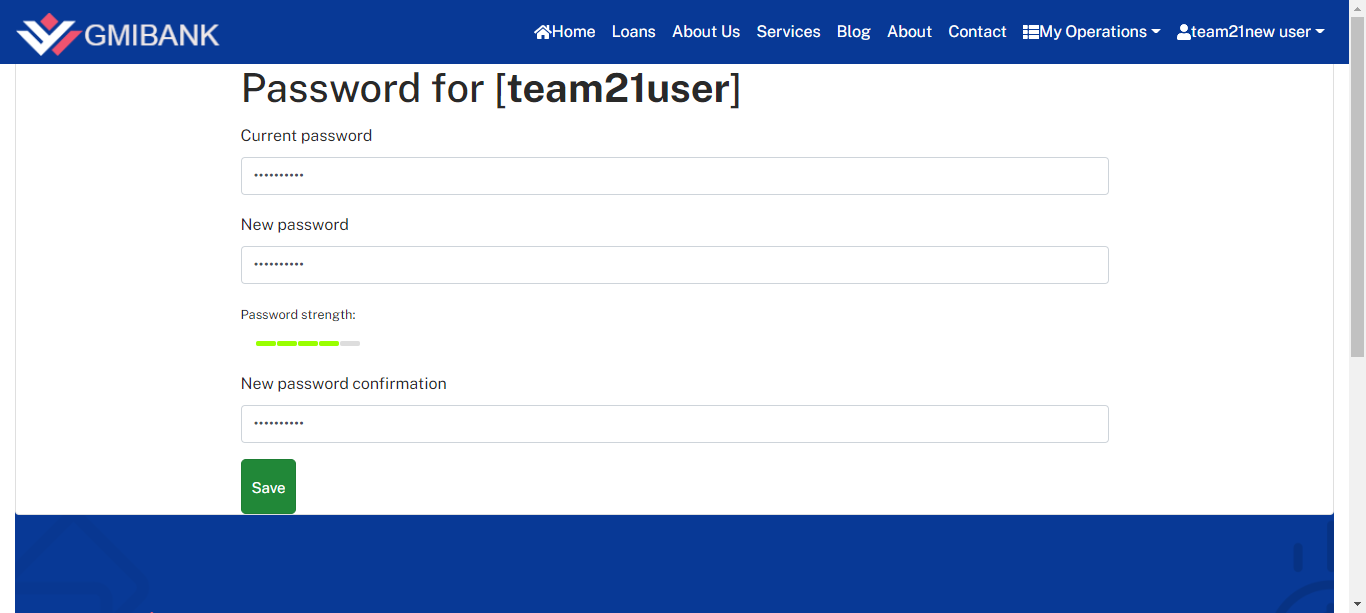 GMIBANK
Home Loans About Us Services Blog About Contact My Operations team21new user
Password for [team21user]
Current password
••••••••••
New password
••••••••••
Password strength:
New password confirmation
••••••••••
Save